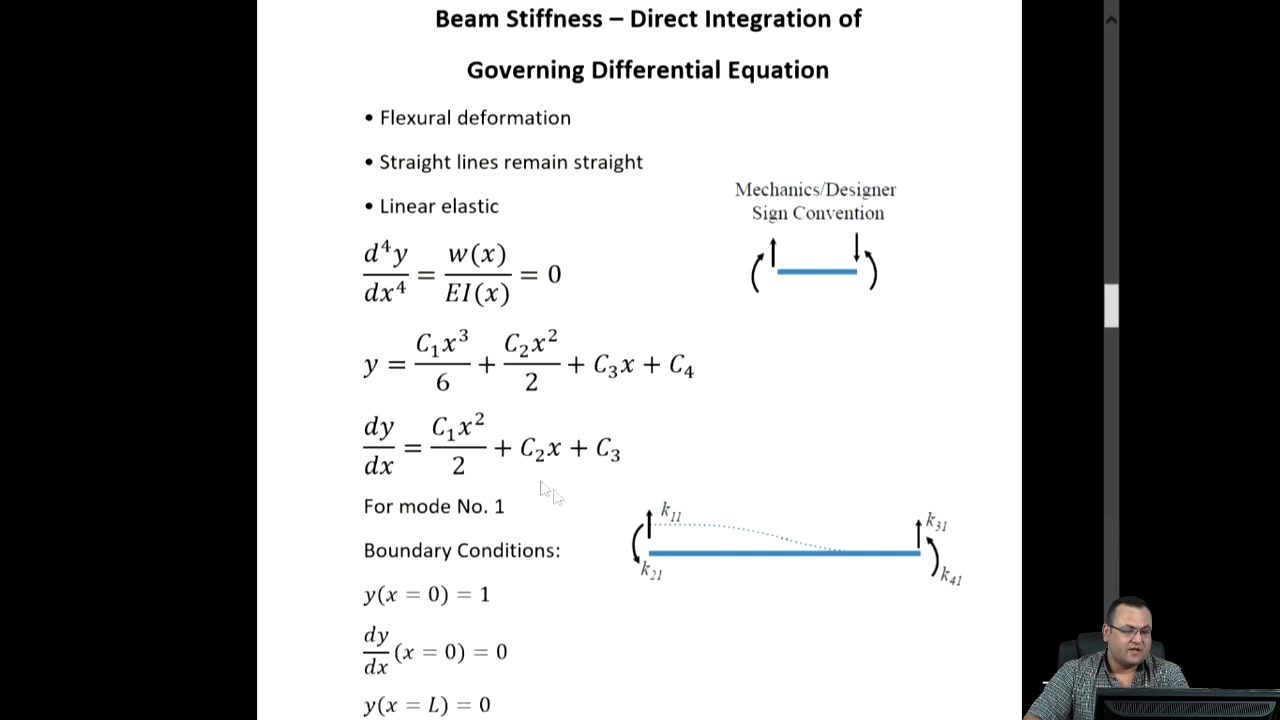 Beam Stiffness – Direct Integration of
Governing Differential Equation
• Flexural deformation
• Straight lines remain straight
• Linear elastic
Mechanics/Designer
Sign Convention
d⁴y/dx⁴ = w(x)/EI(x) = 0
y = C₁x³/6 + C₂x²/2 + C₃x + C₄
dy/dx = C₁x²/2 + C₂x + C₃
For mode No. 1
Boundary Conditions:
k₁₁
k₂₁
k₃₁
k₄₁
y(x = 0) = 1
dy/dx (x = 0) = 0
y(x = L) = 0